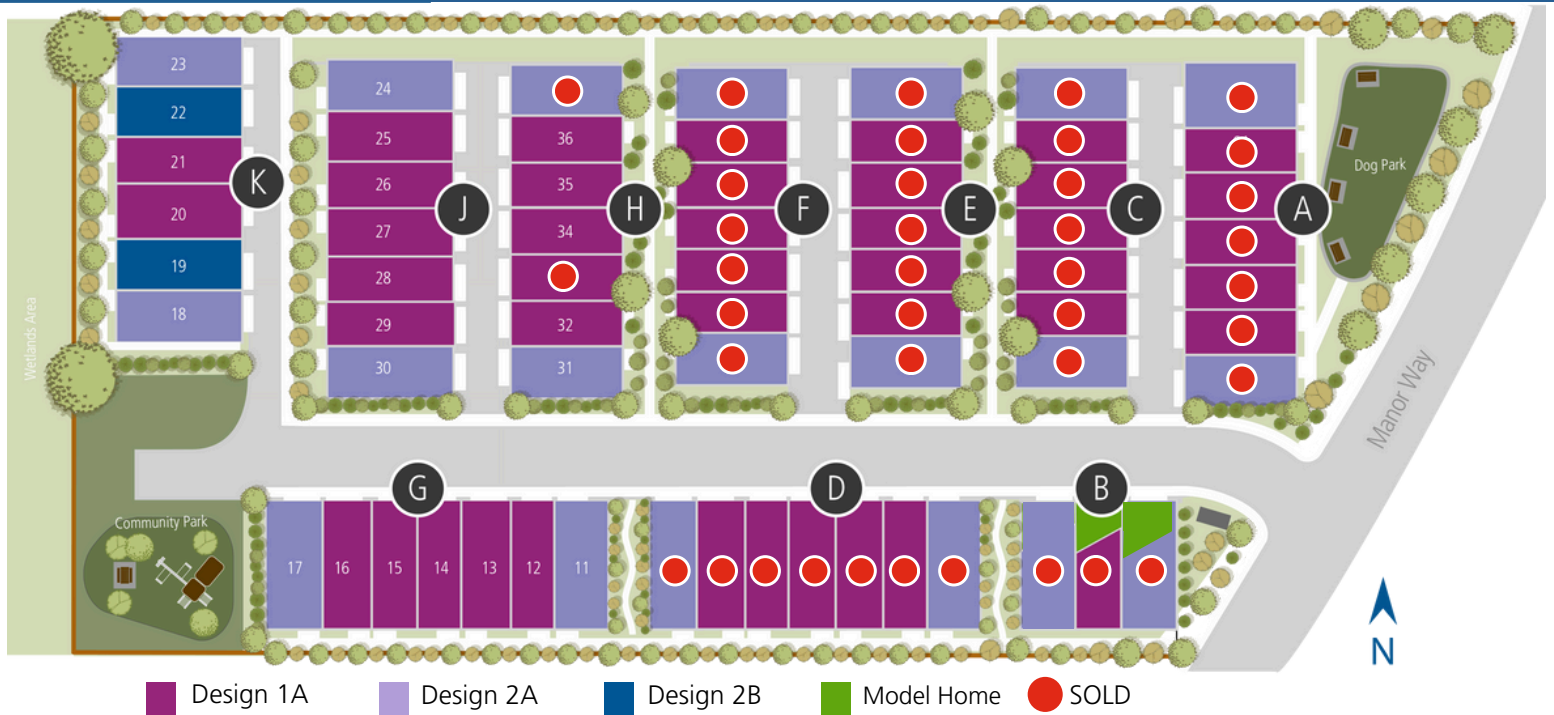 23
22
21
20
19
18
K
24
25
26
27
28
29
30
J
36
35
34
32
31
H
F
E
C
A
Dog Park
Wetlands Area
Manor Way
Community Park
G
17
16
15
14
13
12
11
D
B
N
Design 1A
Design 2A
Design 2B
Model Home
SOLD